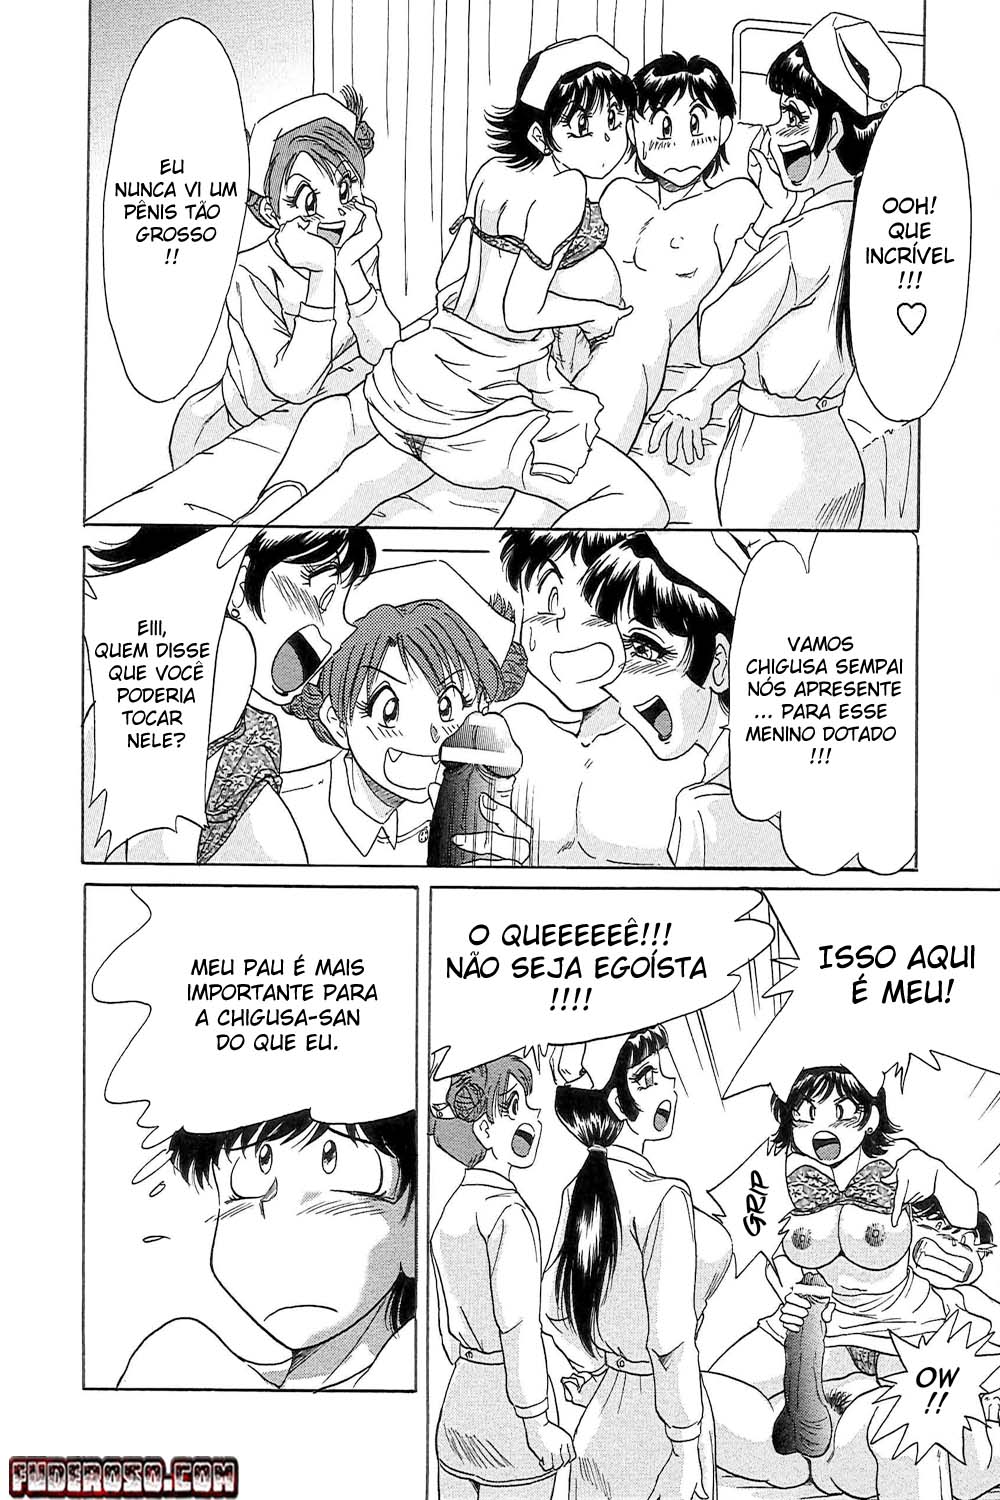 OOH!
QUE
INCRÍVEL
!!!
♡
EU
NUNCA VI UM
PÊNIS TÃO
GROSSO
!!
VAMOS
CHIGUSA SEMPAI
NÓS APRESENTE
... PARA ESSE
MENINO DOTADO
!!!
EIII,
QUEM DISSE
QUE VOCÊ
PODERIA
TOCAR
NELE?
ISSO AQUI
É MEU!
GRIP
OW
!!
O QUEEEEEÊ!!!
NÃO SEJA EGOÍSTA
!!!!
MEU PAU É MAIS
IMPORTANTE PARA
A CHIGUSA-SAN
DO QUE EU.
FUDEROSO.COM